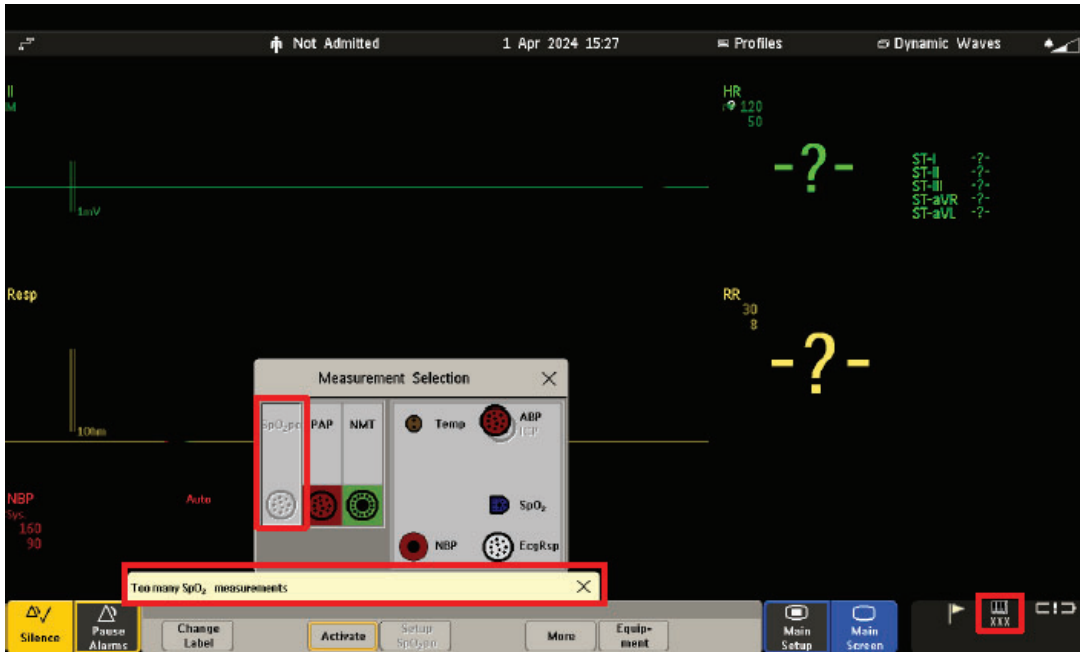 Not Admitted 1 Apr 2024 15:27 Profiles Dynamic Waves
II
M
1mV
HR
120
50
-?-
ST-I -?-
ST-II -?-
ST-III -?-
ST-aVR -?-
ST-aVL -?-
Resp
10hm
RR
30
8
-?-
Measurement Selection
SpO₂po PAP NMT
Temp ABP
ICP
SpO₂
NBP EcgRsp
NBP Auto
Sys.
160
90
Too many SpO₂ measurements
Silence
Pause
Alarms
Change
Label
Activate
Setup
SpO₂po
More
Equip-
ment
Main
Setup
Main
Screen
XXX